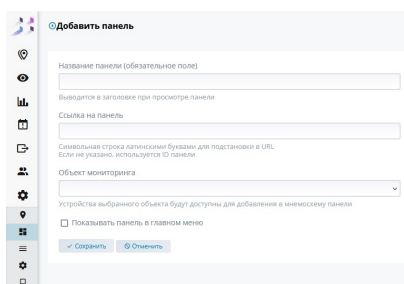 Добавить панель
Название панели (обязательное поле)
Выводится в заголовке при просмотре панели
Ссылка на панель
Символьная строка латинскими буквами для подстановки в URL
Если не указано, используется ID панели
Объект мониторинга
Устройства выбранного объекта будут доступны для добавления в мнемосхему панели
Показывать панель в главном меню
Сохранить
Отменить